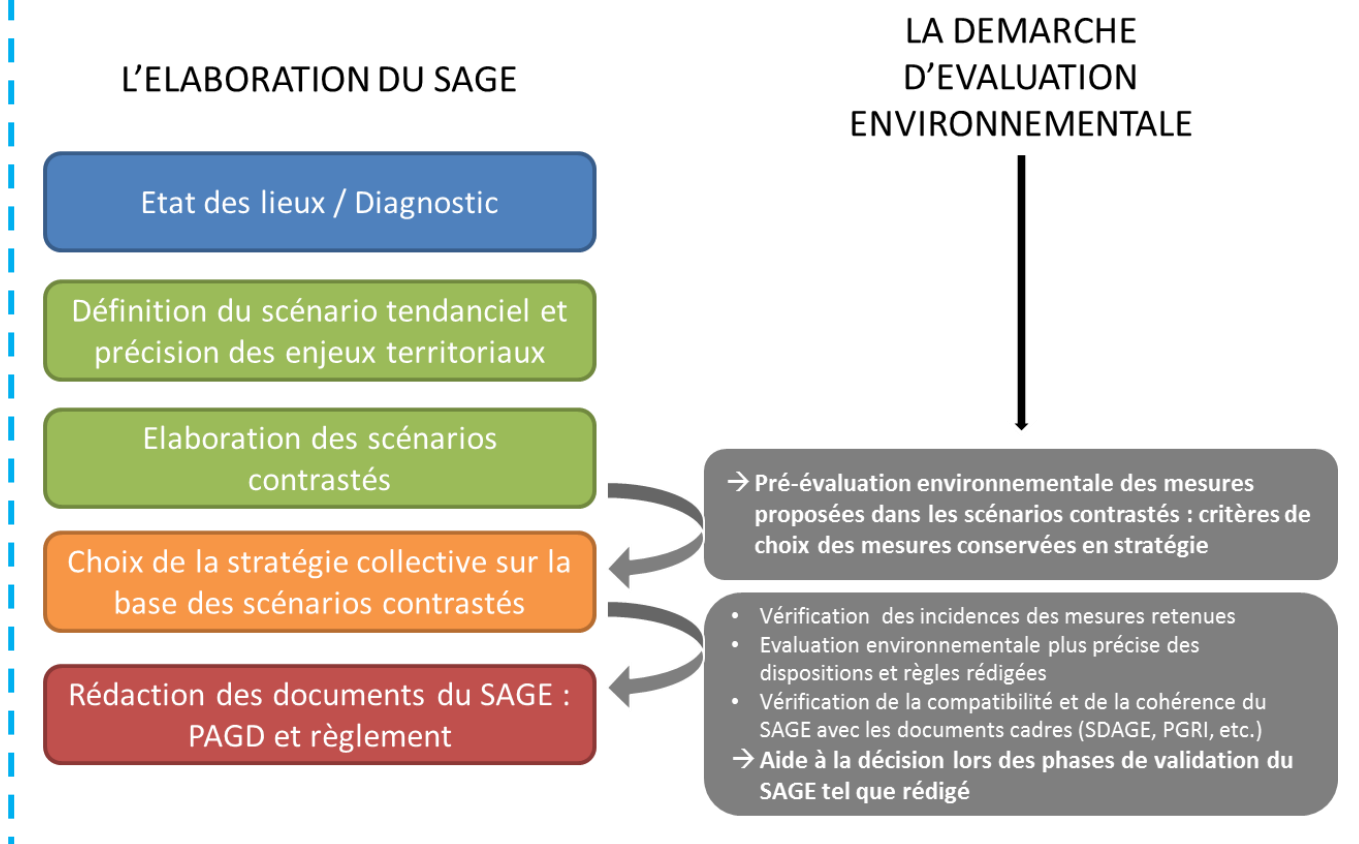 L'ELABORATION DU SAGE
Etat des lieux / Diagnostic
Définition du scénario tendanciel et
précision des enjeux territoriaux
Elaboration des scénarios
contrastés
Choix de la stratégie collective sur la
base des scénarios contrastés
Rédaction des documents du SAGE :
PAGD et règlement
LA DEMARCHE
D'EVALUATION
ENVIRONNEMENTALE
→ Pré-évaluation environnementale des mesures
proposées dans les scénarios contrastés : critères de
choix des mesures conservées en stratégie
• Vérification des incidences des mesures retenues
• Evaluation environnementale plus précise des
dispositions et règles rédigées
• Vérification de la compatibilité et de la cohérence du
SAGE avec les documents cadres (SDAGE, PGRI, etc.)
→ Aide à la décision lors des phases de validation du
SAGE tel que rédigé